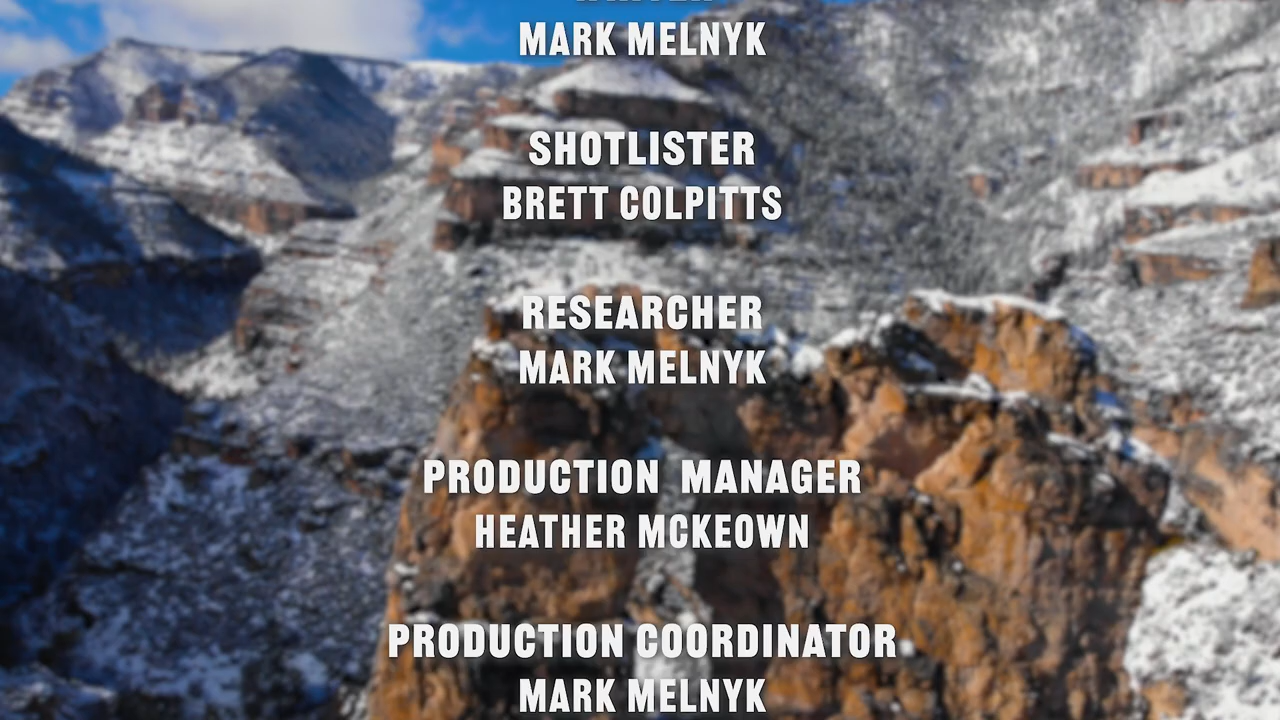 MARK MELNYK
SHOTLISTER
BRETT COLPITTS
RESEARCHER
MARK MELNYK
PRODUCTION MANAGER
HEATHER MCKEOWN
PRODUCTION COORDINATOR
MARK MELNYK